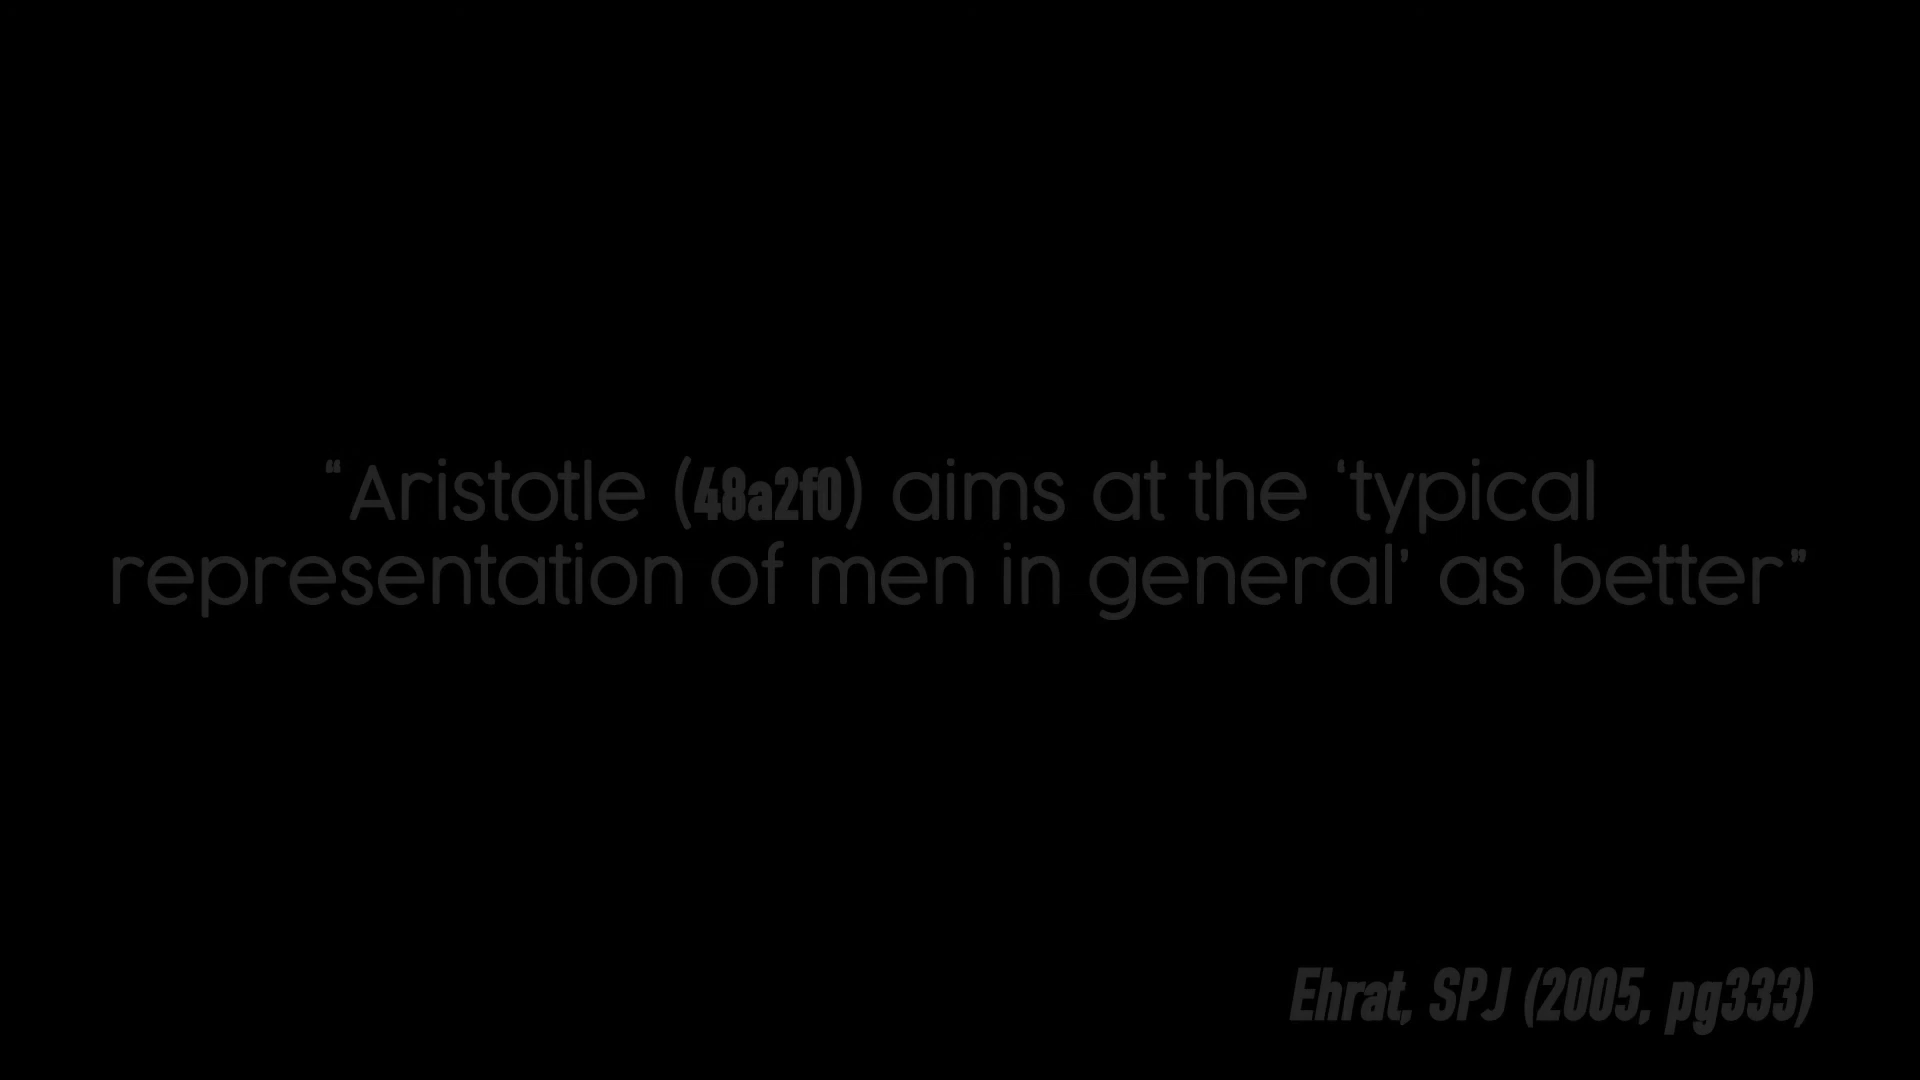 “Aristotle (48a2f0) aims at the ‘typical
representation of men in general’ as better”
Ehrat, SPJ (2005, pg333)